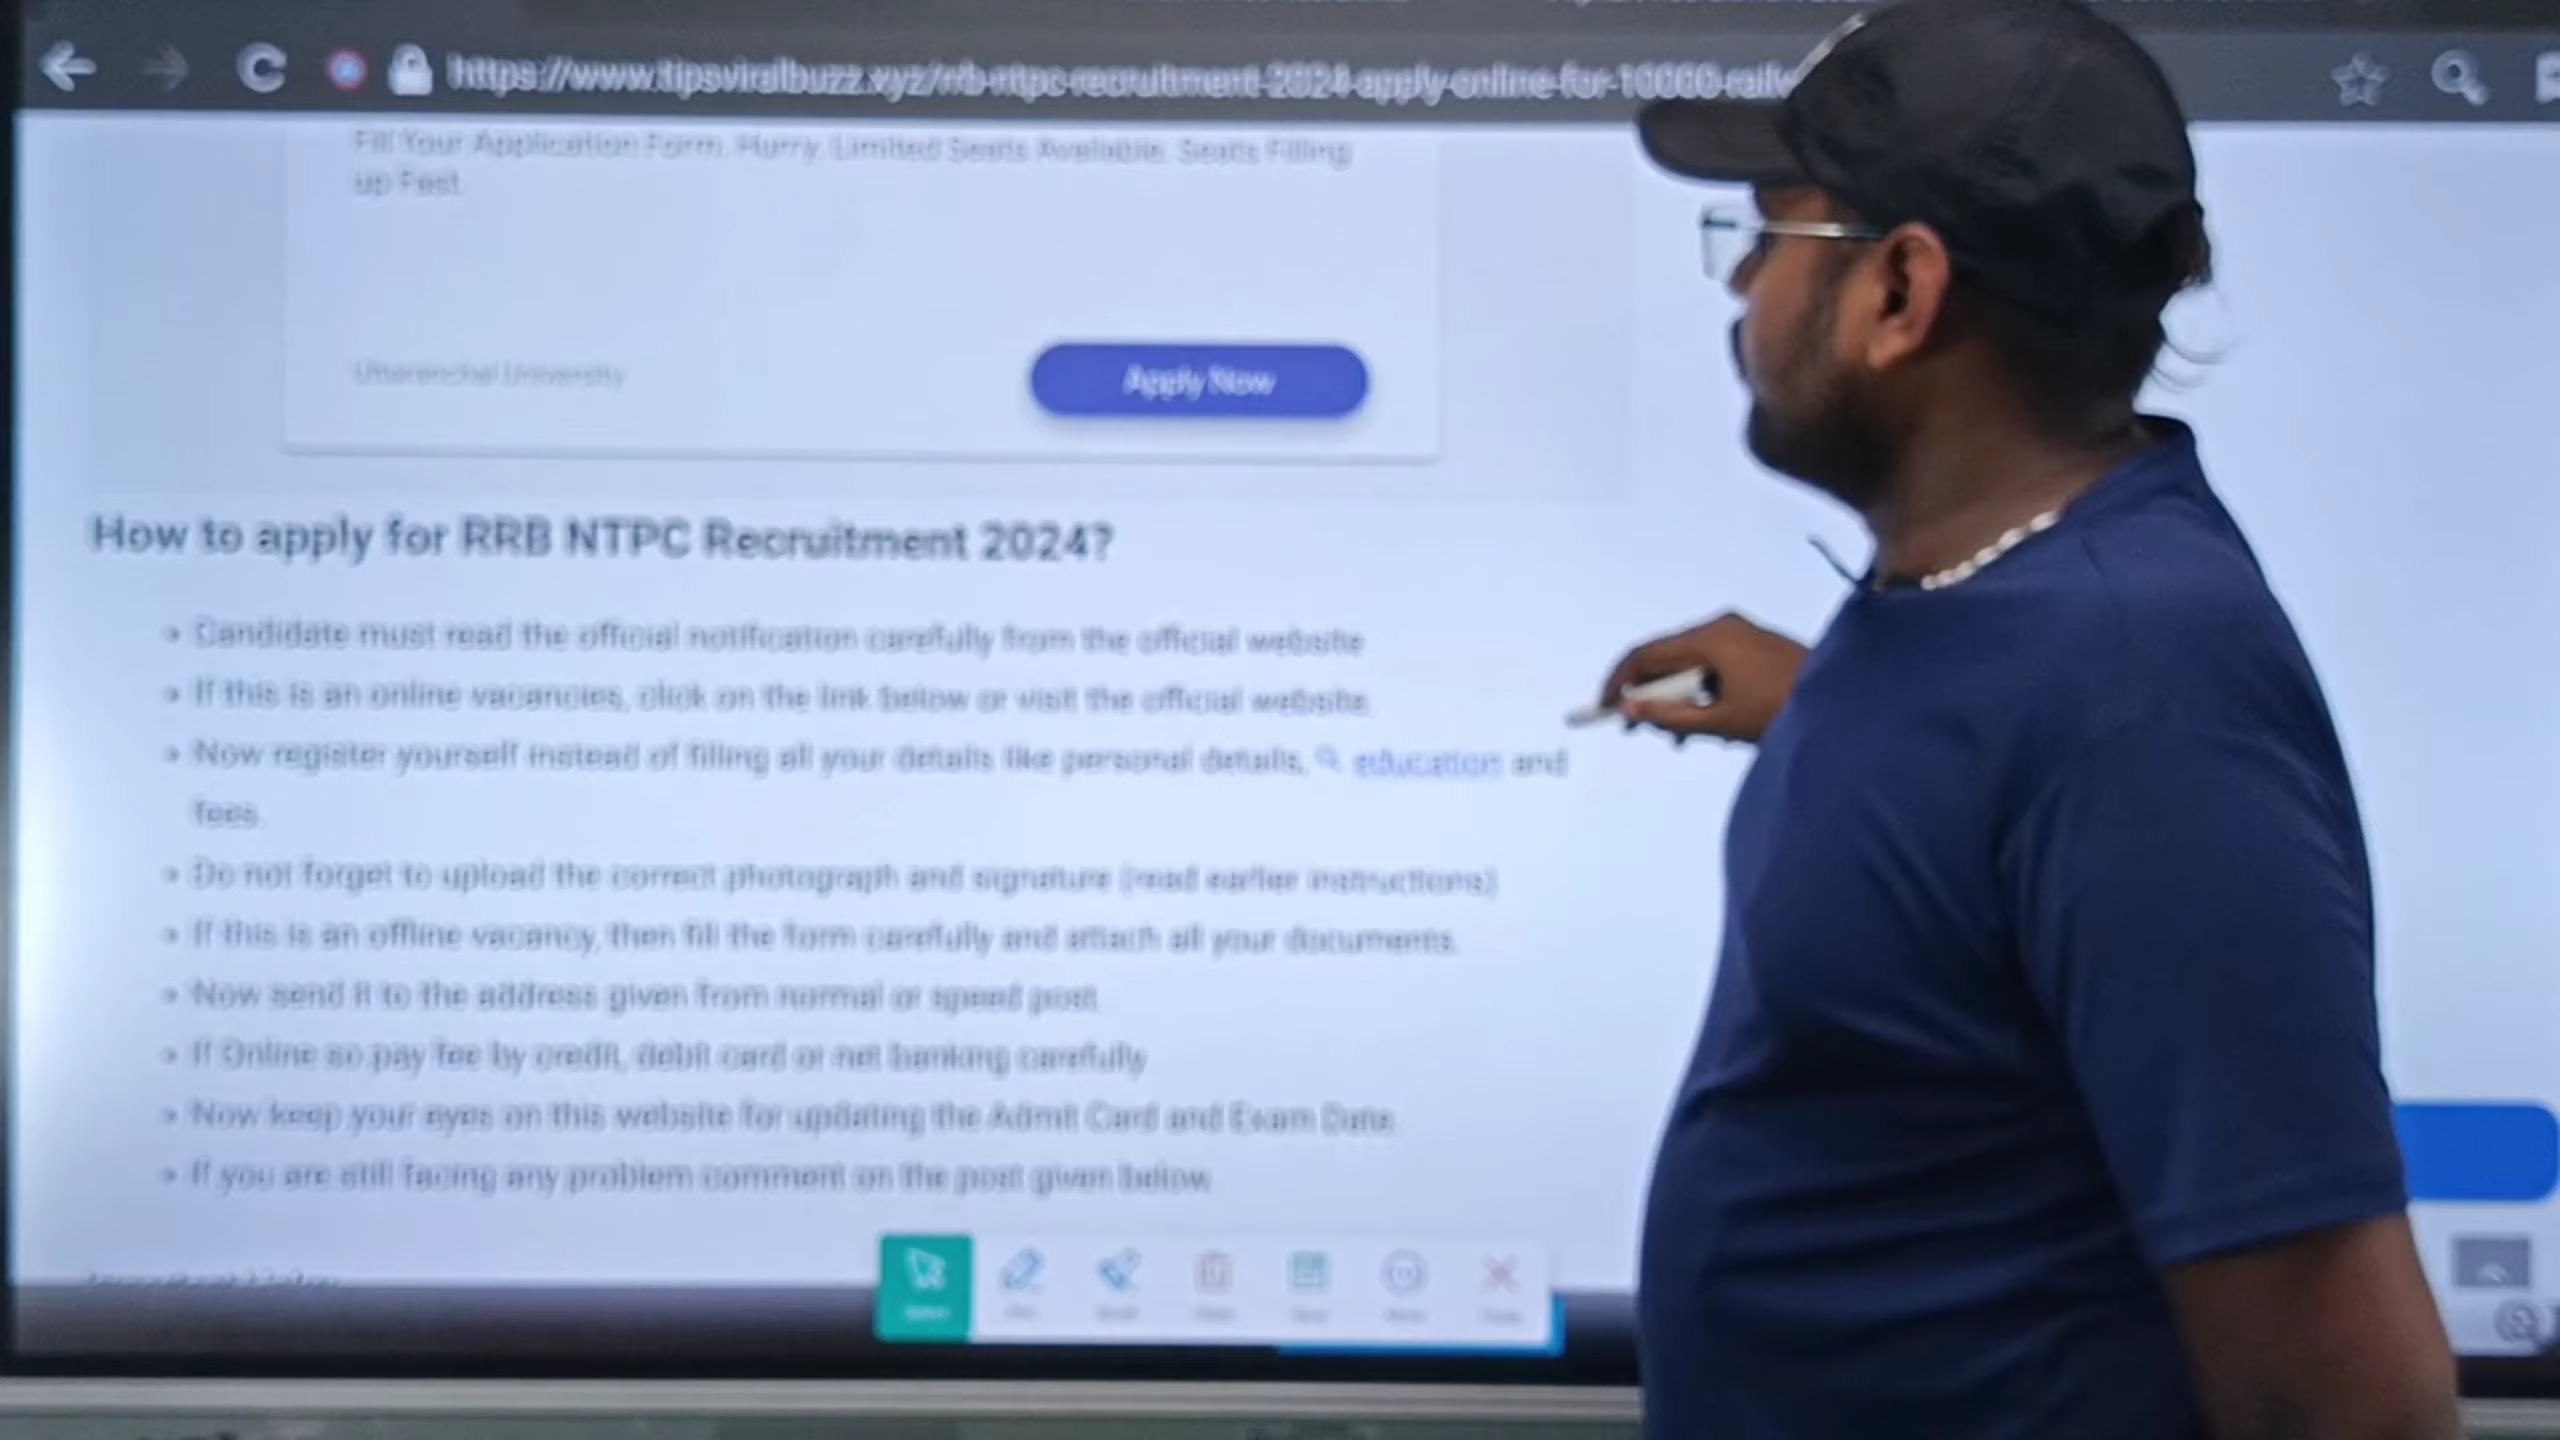 https://www.tipsviralbuzz.xyz/rrb-ntpc-recruitment-2024-apply-online-for-10000-railw
Fill Your Application Form. Hurry. Limited Seats Available. Seats Filling
up Fast.
Uttaranchal University
Apply Now
How to apply for RRB NTPC Recruitment 2024?
Candidate must read the official notification carefully from the official website
If this is an online vacancies, click on the link below or visit the official website.
Now register yourself instead of filling all your details like personal details, education and
fees.
Do not forget to upload the correct photograph and signature (read earlier instructions)
If this is an offline vacancy, then fill the form carefully and attach all your documents.
Now send it to the address given from normal or speed post.
If Online so pay fee by credit, debit card or net banking carefully
Now keep your eyes on this website for updating the Admit Card and Exam Date.
If you are still facing any problem comment on the post given below